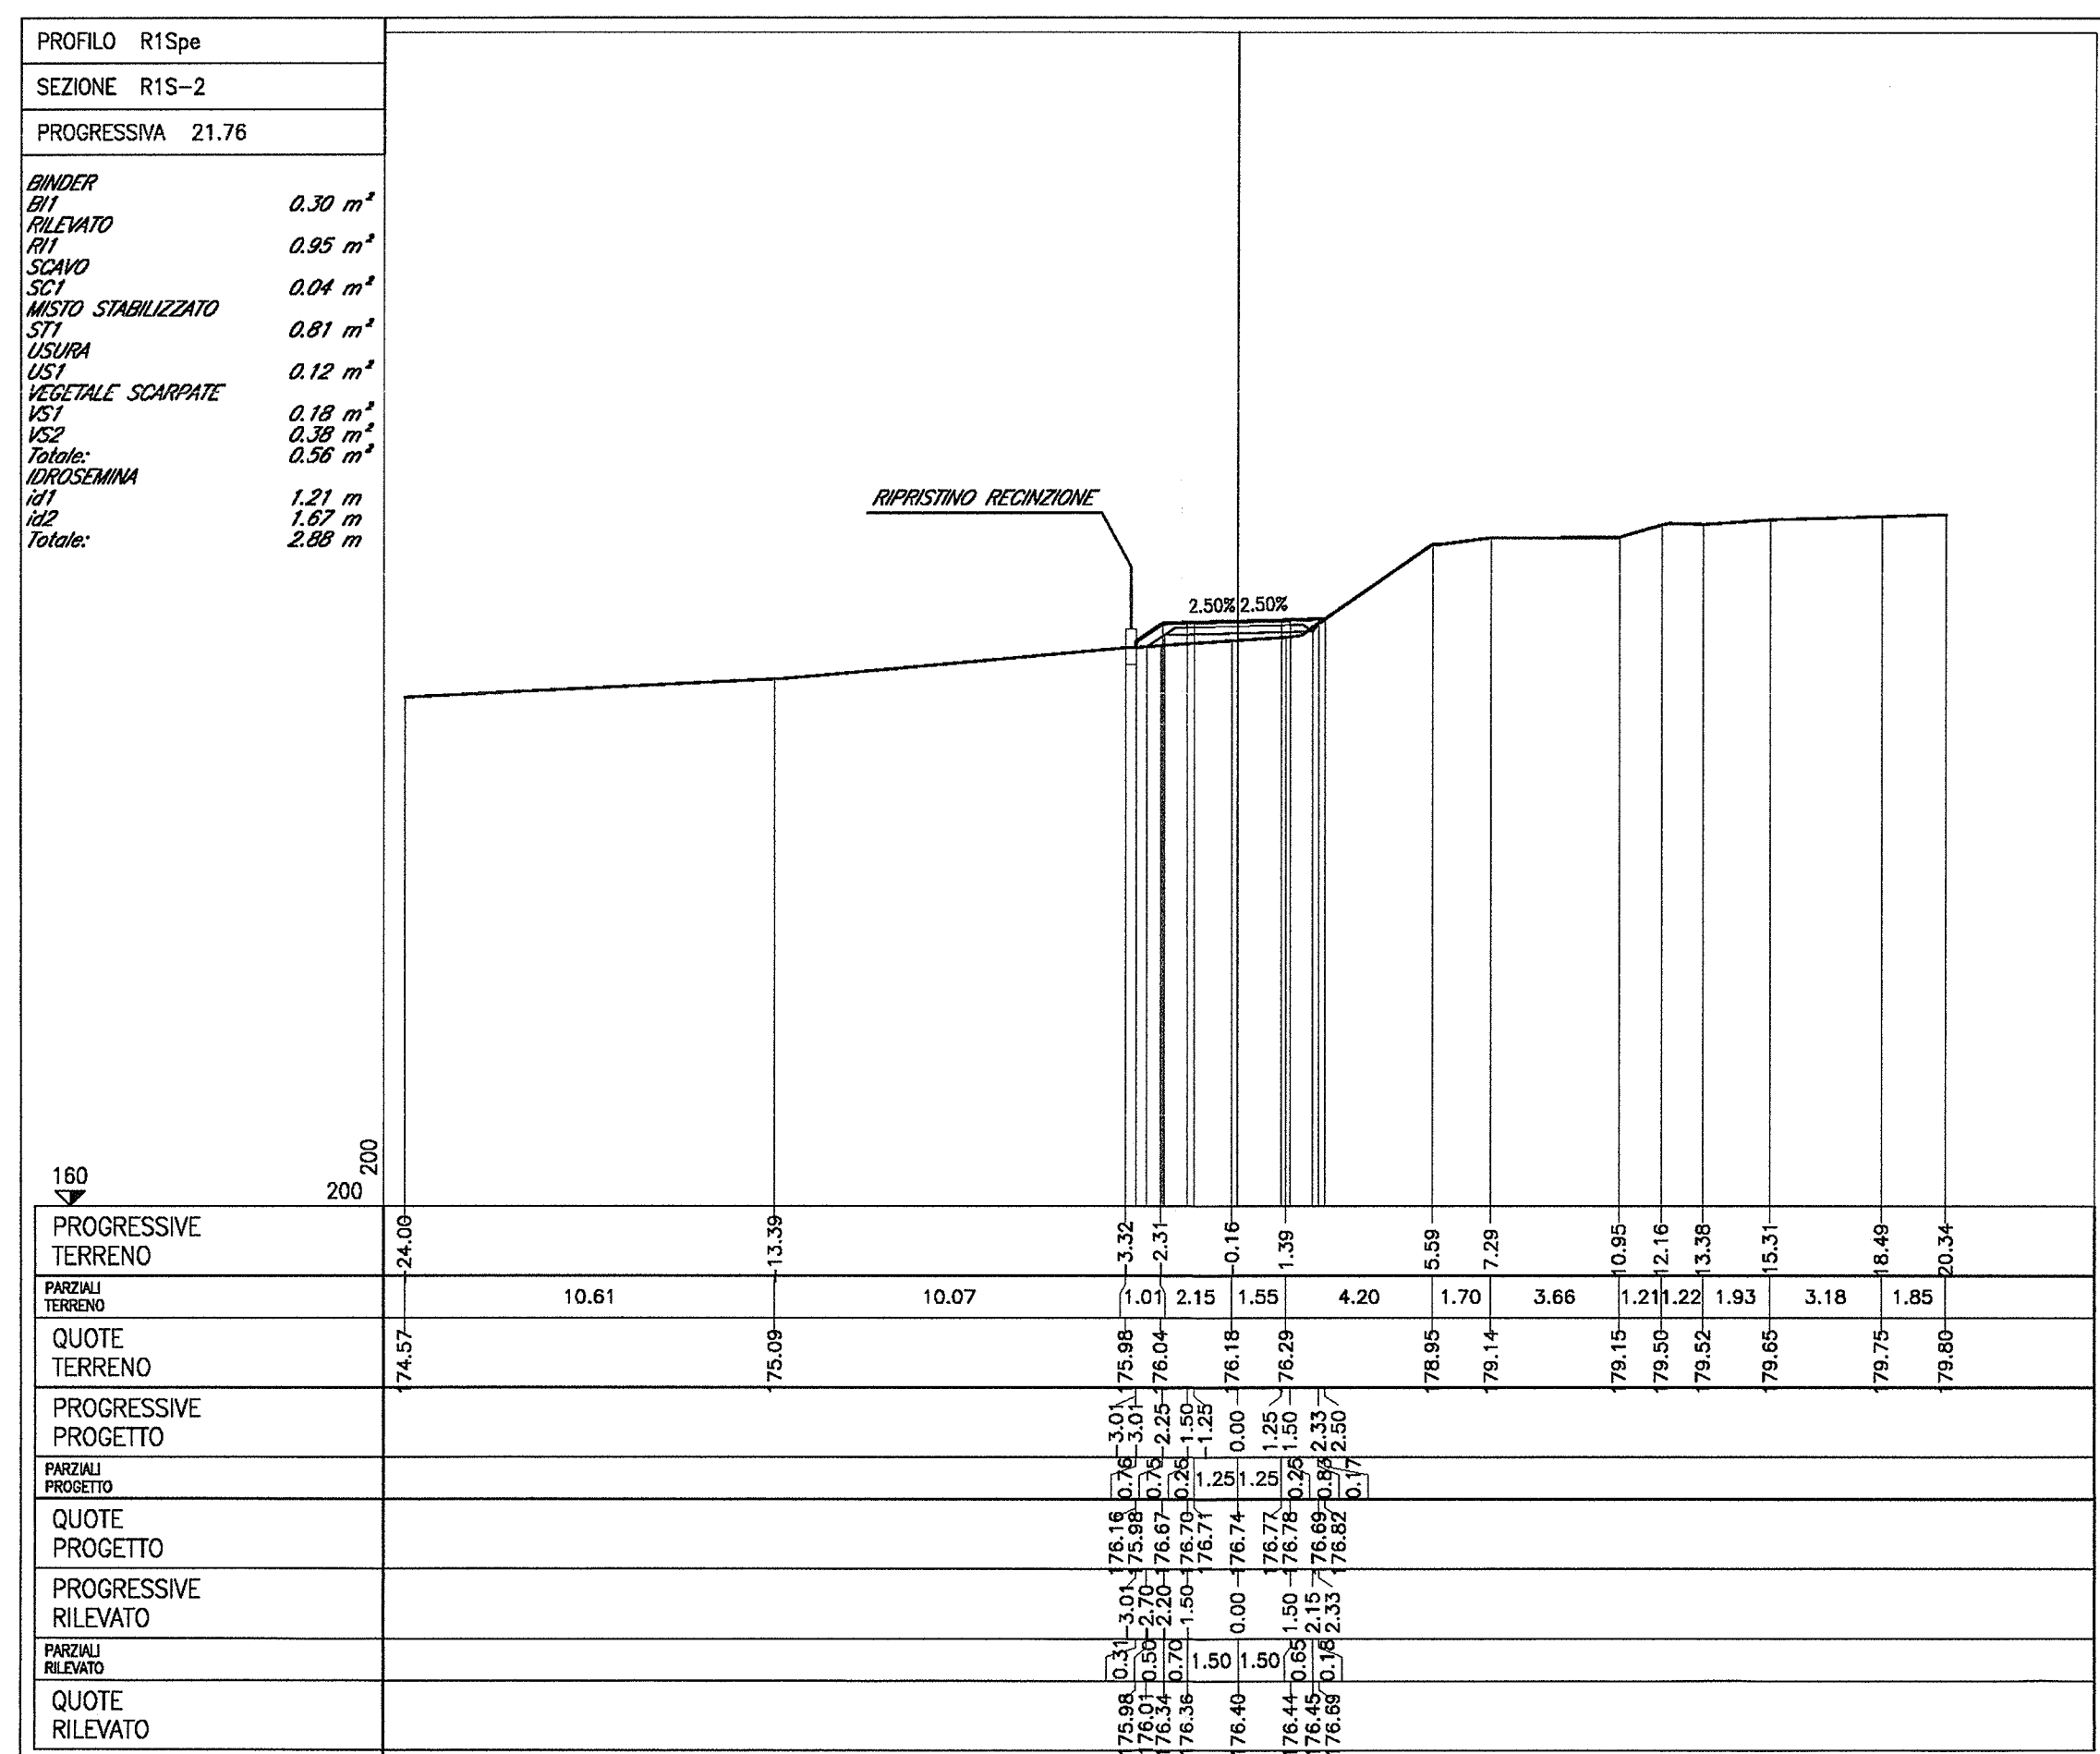 PROFILO R1Spe
SEZIONE R1S-2
PROGRESSIVA 21.76
BINDER
BI1 0.30 m²
RILEVATO
RI1 0.95 m²
SCAVO
SC1 0.04 m²
MISTO STABILIZZATO
ST1 0.81 m²
USURA
US1 0.12 m²
VEGETALE SCARPATE
VS1 0.18 m²
VS2 0.38 m²
Totale: 0.56 m²
IDROSEMINA
id1 1.21 m
id2 1.67 m
Totale: 2.88 m
RIPRISTINO RECINZIONE
2.50% 2.50%
160
200
200
PROGRESSIVE TERRENO -24.00 -13.39 -3.32 -2.31 -0.16 1.39 5.59 7.29 10.95 12.16 13.38 15.31 18.49 20.34
PARZIALI TERRENO 10.61 10.07 1.01 2.15 1.55 4.20 1.70 3.66 1.21 1.22 1.93 3.18 1.85
QUOTE TERRENO 174.57 175.09 175.98 176.04 176.18 176.29 178.95 179.14 179.15 179.50 179.52 179.65 179.75 179.80
PROGRESSIVE PROGETTO -3.01 -3.01 -2.25 -1.50 -1.25 0.00 1.25 1.50 2.33 2.50
PARZIALI PROGETTO 0.76 0.75 0.25 1.25 1.25 0.25 0.83 0.17
QUOTE PROGETTO 176.16 175.98 176.67 176.70 176.71 176.74 176.77 176.78 176.69 176.82
PROGRESSIVE RILEVATO -3.01 -2.70 -2.20 -1.50 0.00 1.50 2.15 2.33
PARZIALI RILEVATO 0.31 0.50 0.70 1.50 1.50 0.65 0.18
QUOTE RILEVATO 175.98 176.01 176.34 176.36 176.40 176.44 176.45 176.69